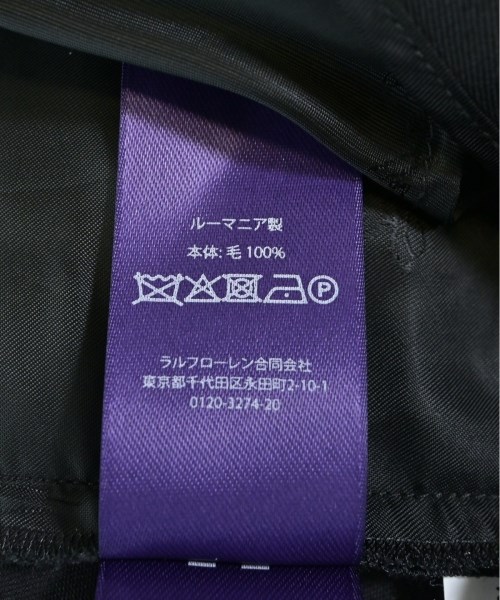 ルーマニア製
本体: 毛 100%
P
ラルフローレン合同会社
東京都千代田区永田町2-10-1
0120-3274-20